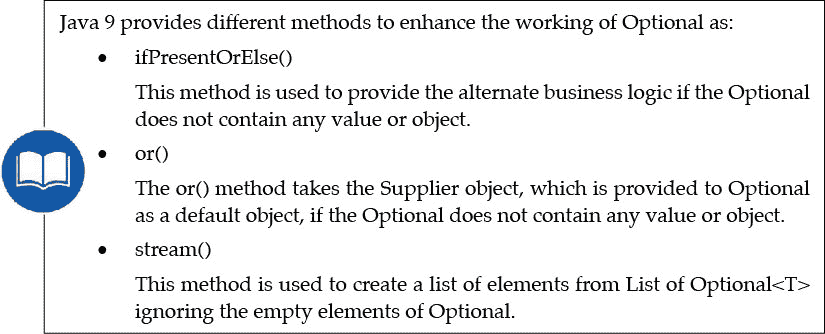 Java 9 provides different methods to enhance the working of Optional as:
• ifPresentOrElse()
This method is used to provide the alternate business logic if the Optional
does not contain any value or object.
• or()
The or() method takes the Supplier object, which is provided to Optional
as a default object, if the Optional does not contain any value or object.
• stream()
This method is used to create a list of elements from List of Optional<T>
ignoring the empty elements of Optional.